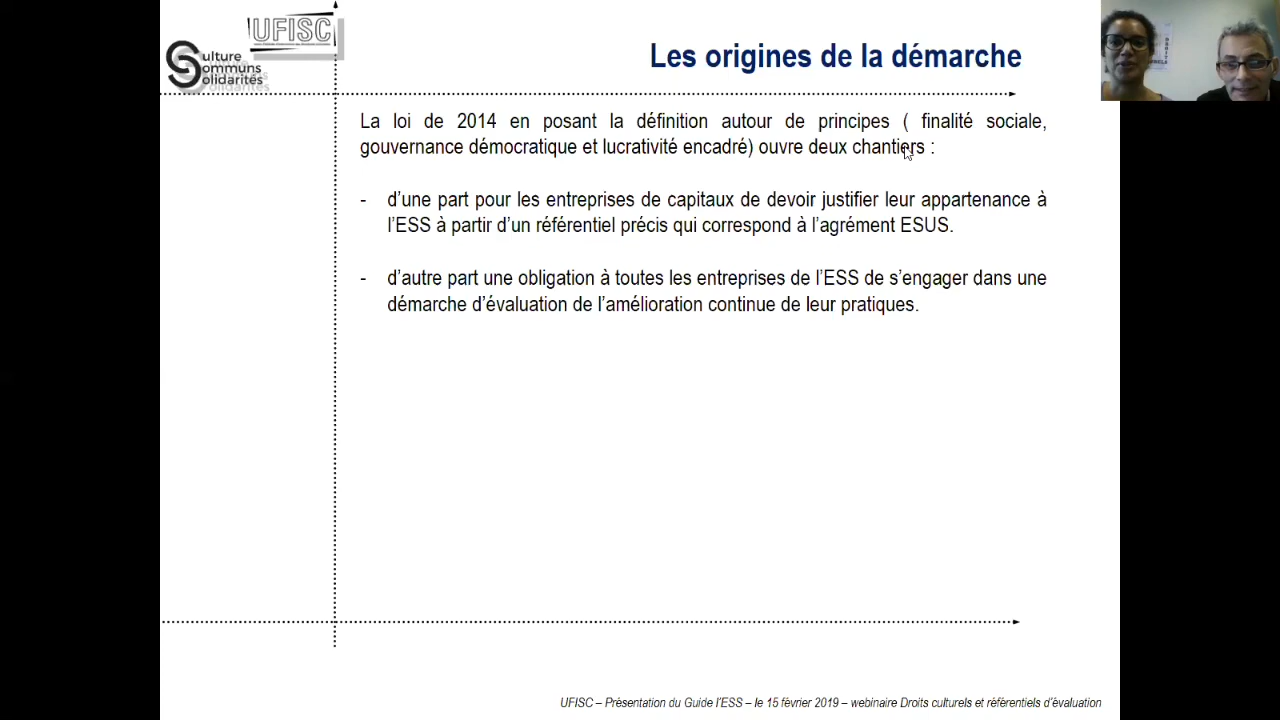 UFISC
Culture
Communs
Solidarités
Les origines de la démarche
La loi de 2014 en posant la définition autour de principes ( finalité sociale,
gouvernance démocratique et lucrativité encadré) ouvre deux chantiers :
- d’une part pour les entreprises de capitaux de devoir justifier leur appartenance à
l’ESS à partir d’un référentiel précis qui correspond à l’agrément ESUS.
- d’autre part une obligation à toutes les entreprises de l’ESS de s’engager dans une
démarche d’évaluation de l’amélioration continue de leur pratiques.
UFISC – Présentation du Guide l’ESS – le 15 février 2019 – webinaire Droits culturels et référentiels d’évaluation